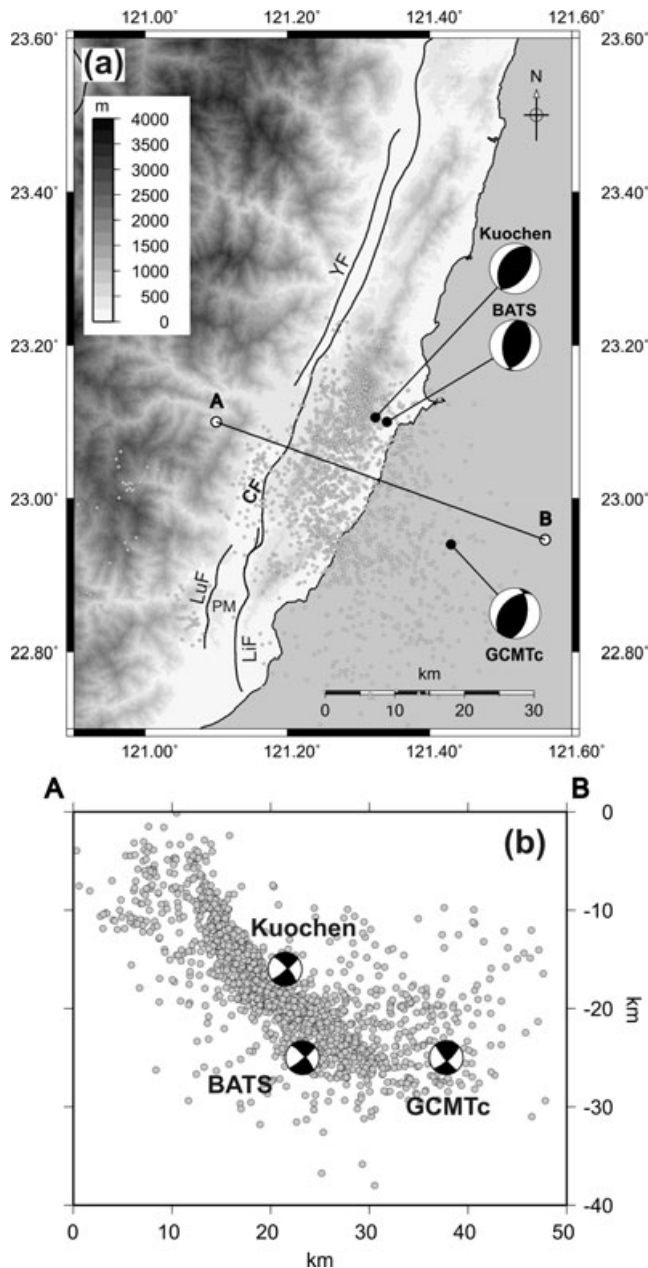 121.00° 121.20° 121.40° 121.60°
23.60° 23.60°
(a)
N
m
4000
3500
3000
2500
2000
1500
1000
500
0
23.40° 23.40°
Kuochen
YF
BATS
23.20° 23.20°
A
CF
23.00° 23.00°
B
LuF
PM
LiF
GCMTc
22.80° 22.80°
km
0 10 20 30
121.00° 121.20° 121.40° 121.60°
A B
(b)
0
-10
Kuochen
-20
km
BATS
GCMTc
-30
-40
0 10 20 30 40 50
km